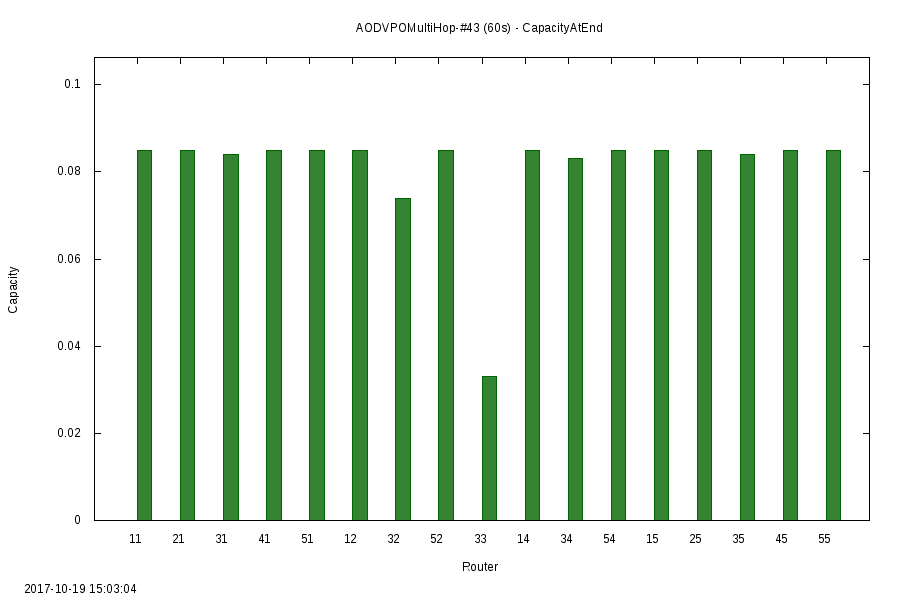 AODVPOMultiHop-#43 (60s) - CapacityAtEnd
0.1
0.08
0.06
0.04
0.02
0
Capacity
11 21 31 41 51 12 32 52 33 14 34 54 15 25 35 45 55
Router
2017-10-19 15:03:04